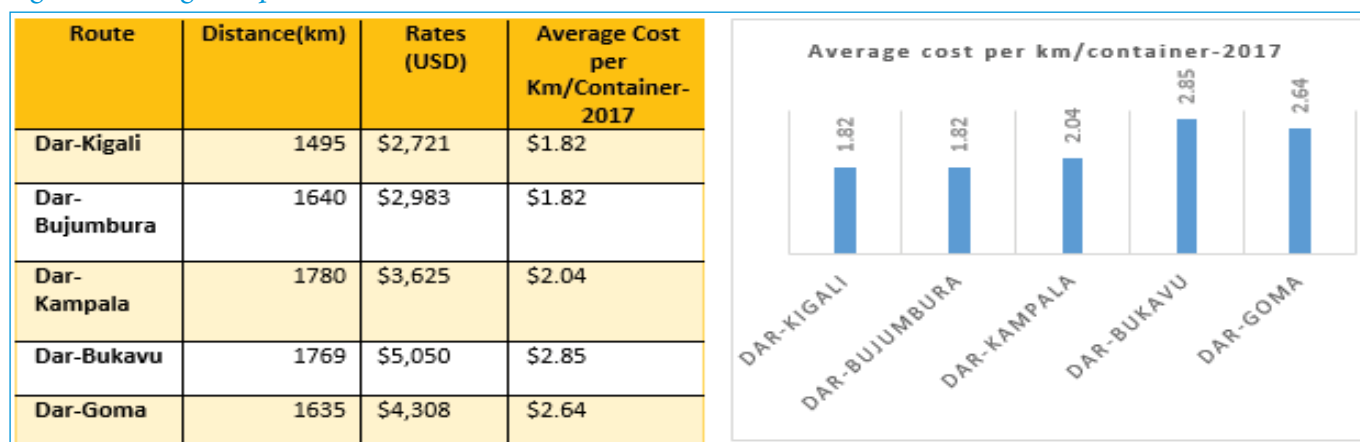 Route Distance(km) Rates (USD) Average Cost per Km/Container-2017
Dar-Kigali 1495 $2,721 $1.82
Dar-Bujumbura 1640 $2,983 $1.82
Dar-Kampala 1780 $3,625 $2.04
Dar-Bukavu 1769 $5,050 $2.85
Dar-Goma 1635 $4,308 $2.64
Average cost per km/container-2017
1.82
1.82
2.04
2.85
2.64
DAR-KIGALI
DAR-BUJUMBURA
DAR-KAMPALA
DAR-BUKAVU
DAR-GOMA